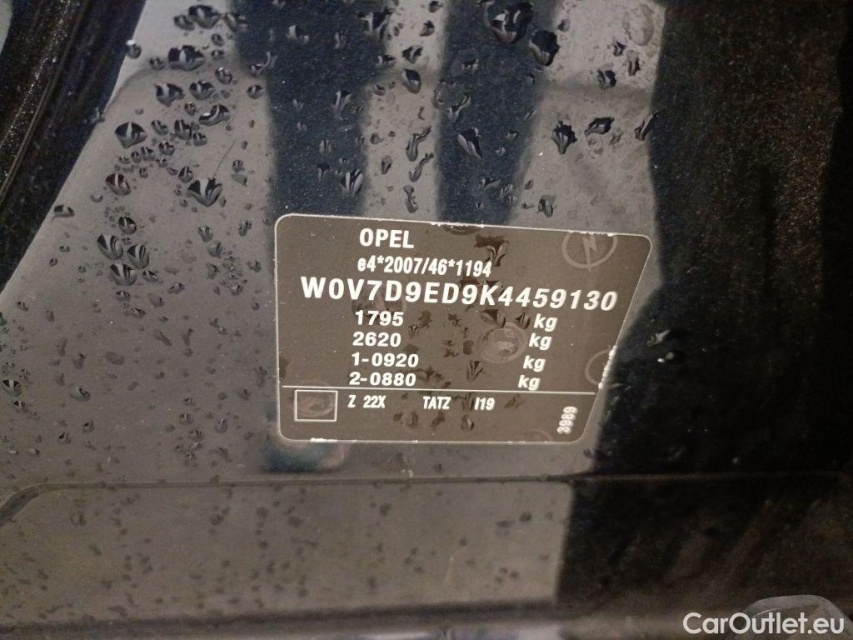 OPEL
e4*2007/46*1194
W0V7D9ED9K4459130
1795 kg
2620 kg
1-0920 kg
2-0880 kg
Z 22X TATZ I19
3969
CarOutlet.eu